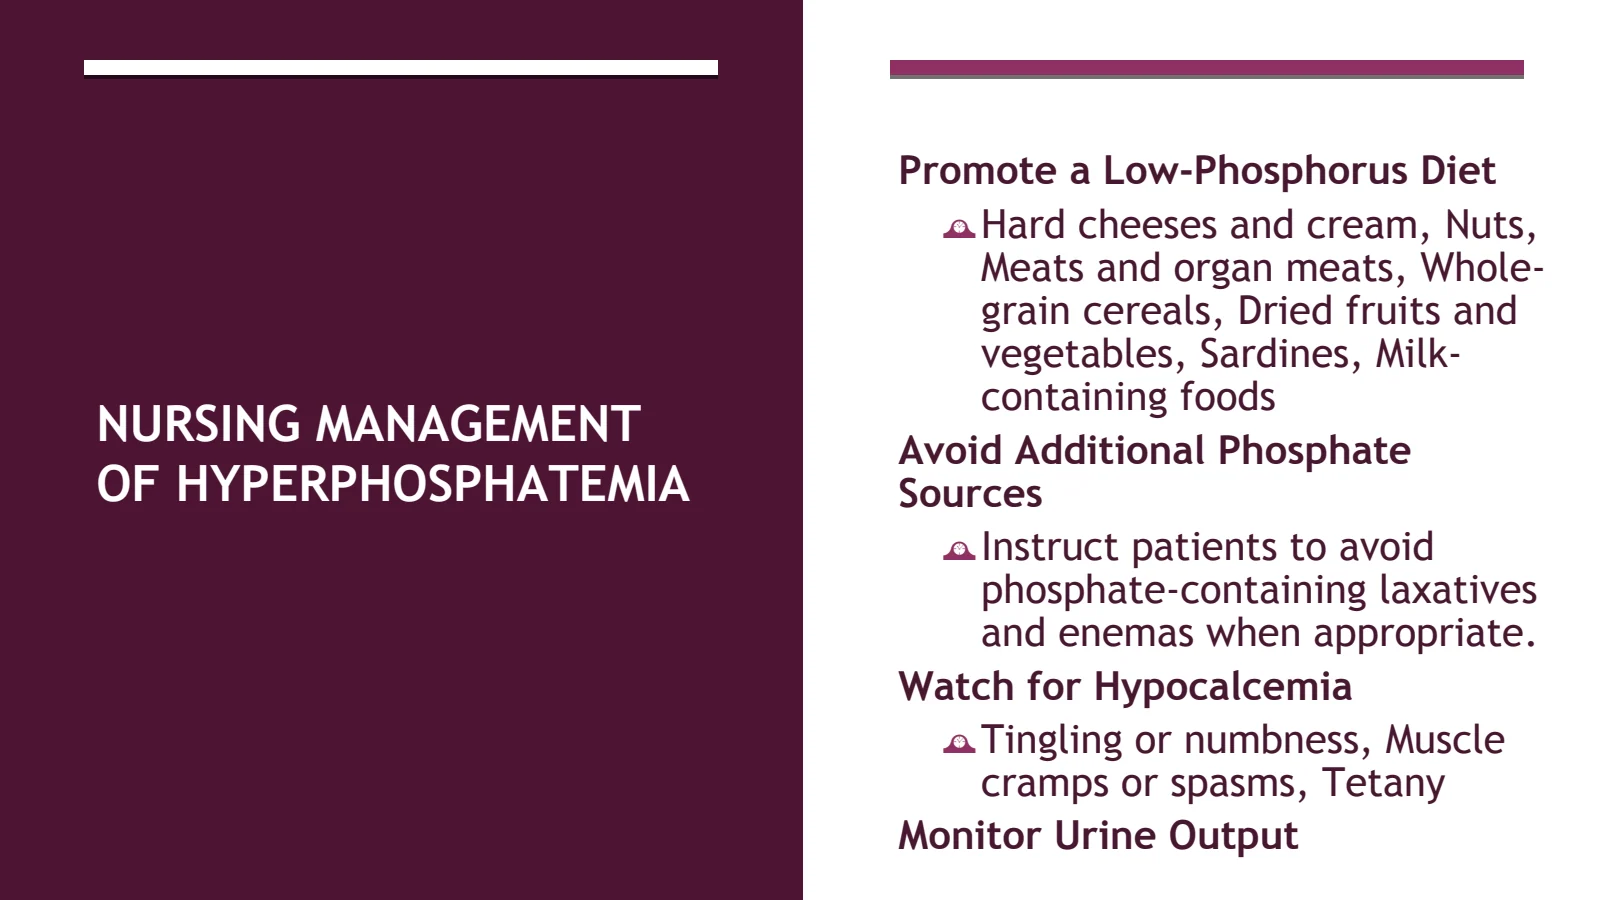 NURSING MANAGEMENT
OF HYPERPHOSPHATEMIA
Promote a Low-Phosphorus Diet
Hard cheeses and cream, Nuts,
Meats and organ meats, Whole-
grain cereals, Dried fruits and
vegetables, Sardines, Milk-
containing foods
Avoid Additional Phosphate
Sources
Instruct patients to avoid
phosphate-containing laxatives
and enemas when appropriate.
Watch for Hypocalcemia
Tingling or numbness, Muscle
cramps or spasms, Tetany
Monitor Urine Output